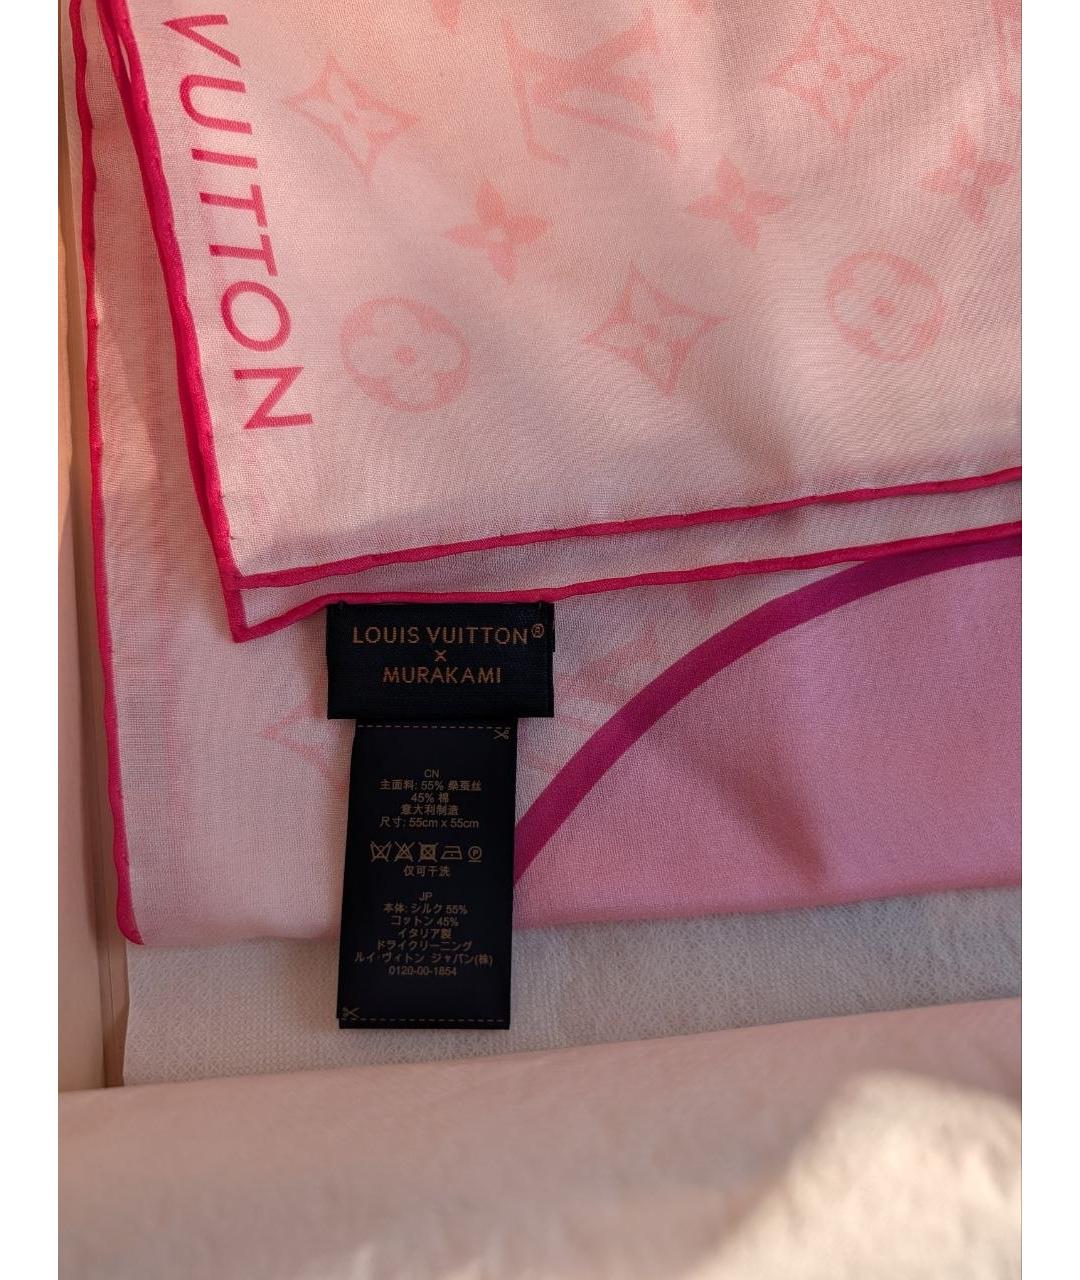 VUITTON
LOUIS VUITTON®
×
MURAKAMI
CN
主面料: 55% 桑蚕丝
45% 棉
意大利制造
尺寸: 55cm x 55cm
P
仅可干洗
JP
本体: シルク 55%
コットン 45%
イタリア製
ドライクリーニング
ルイ·ヴィトン ジャパン(株)
0120-00-1854